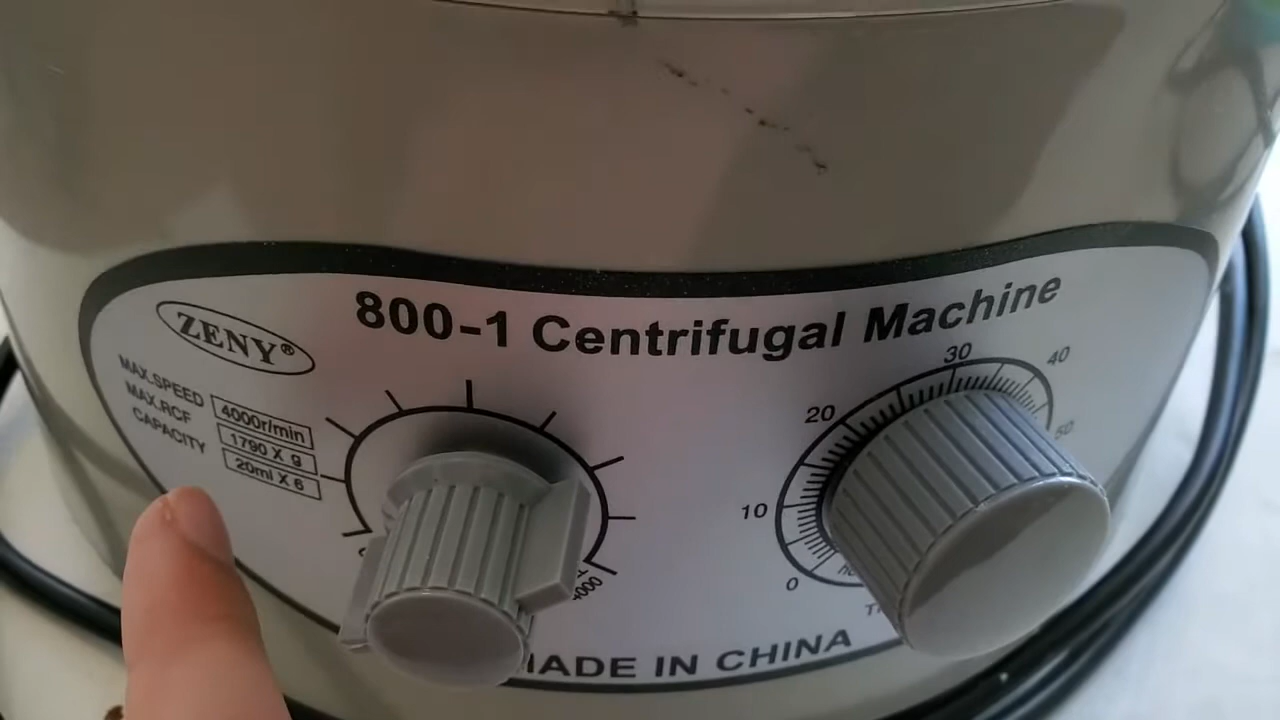 800-1 Centrifugal Machine
ZENY®
MAX.SPEED 4000r/min
MAX.RCF 1790 X g
CAPACITY 20ml X 6
0 10 20 30 40 50
MADE IN CHINA